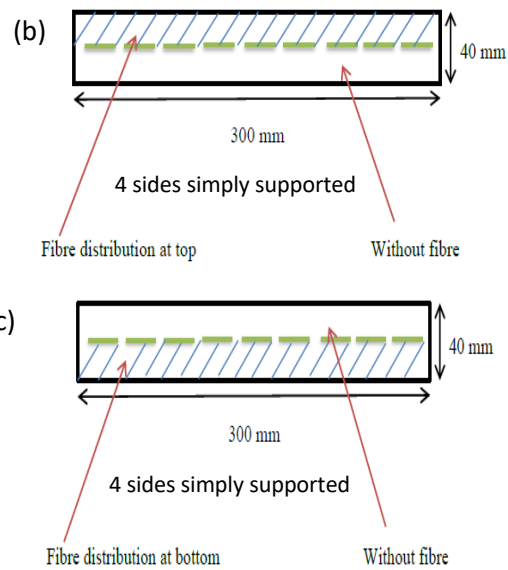 (b)
40 mm
300 mm
4 sides simply supported
Fibre distribution at top
Without fibre
c)
40 mm
300 mm
4 sides simply supported
Fibre distribution at bottom
Without fibre